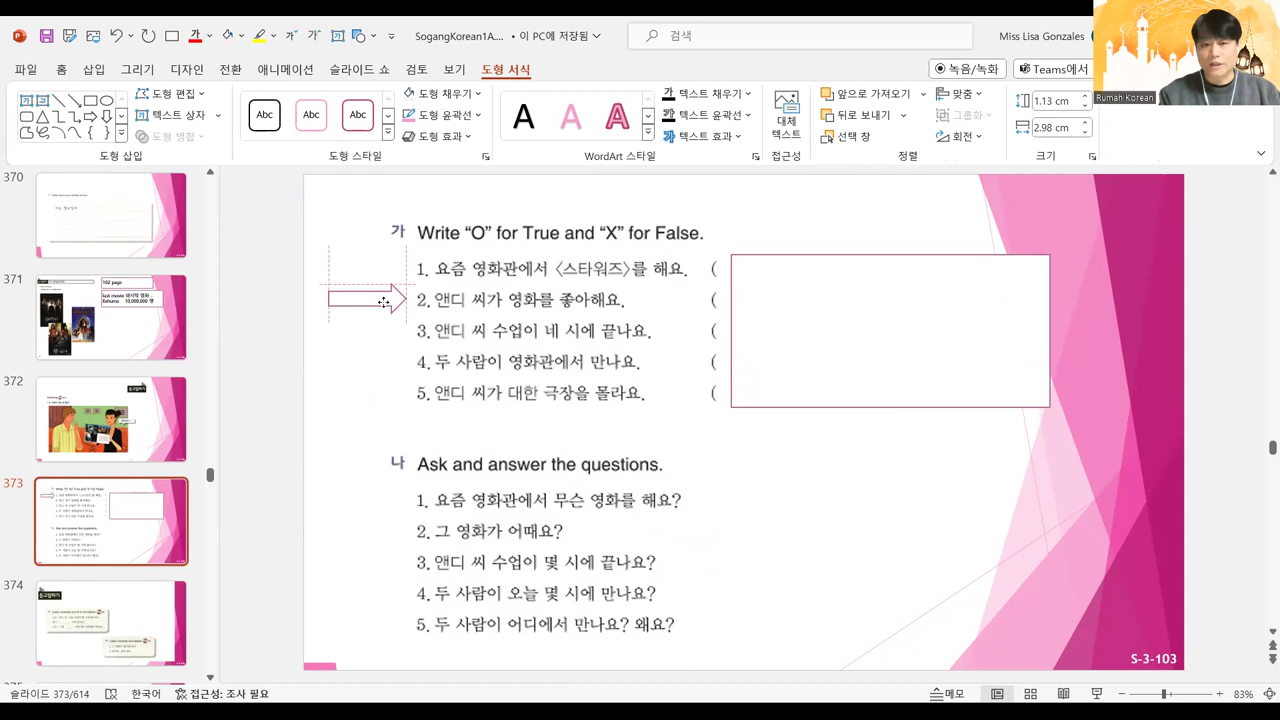 SogangKorean1A.... • 이 PC에 저장됨
검색
Miss Lisa Gonzales
파일 홈 삽입 그리기 디자인 전환 애니메이션 슬라이드 쇼 검토 보기 도형 서식
녹음/녹화 Teams에서
Rumah Korean
도형 편집
텍스트 상자
도형 병합
도형 삽입
Abc Abc Abc
도형 채우기
도형 윤곽선
도형 효과
도형 스타일
A A A
텍스트 채우기
텍스트 윤곽선
텍스트 효과
WordArt 스타일
대체 텍스트
접근성
앞으로 가져오기
뒤로 보내기
선택 창
맞춤
그룹화
회전
정렬
1.13 cm
2.98 cm
크기
370
371
102 page
last movie 마지막 영화
Exhuma 10,000,000 명
372
373
374
가 Write “O” for True and “X” for False.
1. 요즘 영화관에서 〈스타워즈〉를 해요. (
2. 앤디 씨가 영화를 좋아해요. (
3. 앤디 씨 수업이 네 시에 끝나요. (
4. 두 사람이 영화관에서 만나요. (
5. 앤디 씨가 대한 극장을 몰라요. (
나 Ask and answer the questions.
1. 요즘 영화관에서 무슨 영화를 해요?
2. 그 영화가 어때요?
3. 앤디 씨 수업이 몇 시에 끝나요?
4. 두 사람이 오늘 몇 시에 만나요?
5. 두 사람이 어디에서 만나요? 왜요?
S-3-103
슬라이드 373/614 한국어 접근성: 조사 필요 메모 83%